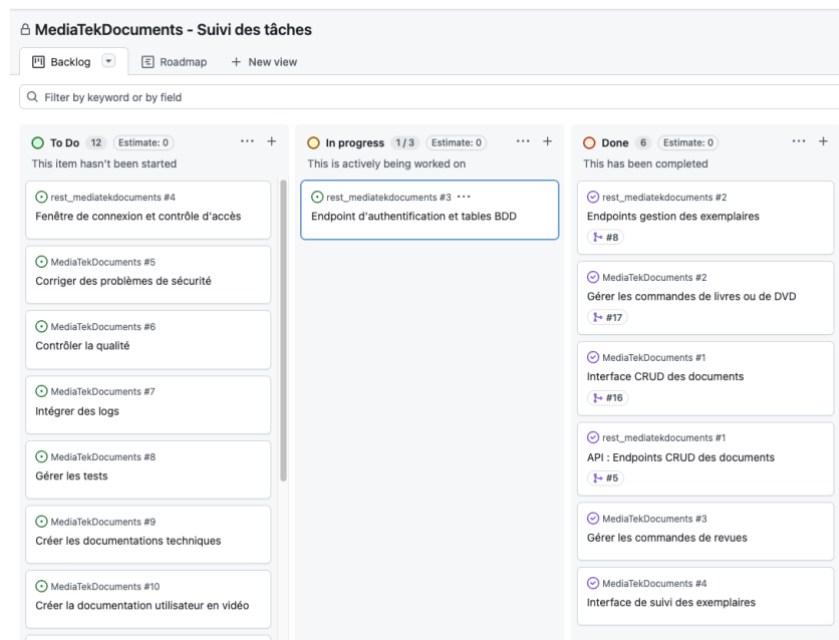 MediaTekDocuments - Suivi des tâches
Backlog
Roadmap
+ New view
Filter by keyword or by field
To Do 12 Estimate: 0
This item hasn't been started
rest_mediatekdocuments #4
Fenêtre de connexion et contrôle d'accès
MediaTekDocuments #5
Corriger des problèmes de sécurité
MediaTekDocuments #6
Contrôler la qualité
MediaTekDocuments #7
Intégrer des logs
MediaTekDocuments #8
Gérer les tests
MediaTekDocuments #9
Créer les documentations techniques
MediaTekDocuments #10
Créer la documentation utilisateur en vidéo
In progress 1 / 3 Estimate: 0
This is actively being worked on
rest_mediatekdocuments #3 ...
Endpoint d'authentification et tables BDD
Done 6 Estimate: 0
This has been completed
rest_mediatekdocuments #2
Endpoints gestion des exemplaires
#8
MediaTekDocuments #2
Gérer les commandes de livres ou de DVD
#17
MediaTekDocuments #1
Interface CRUD des documents
#16
rest_mediatekdocuments #1
API : Endpoints CRUD des documents
#5
MediaTekDocuments #3
Gérer les commandes de revues
MediaTekDocuments #4
Interface de suivi des exemplaires